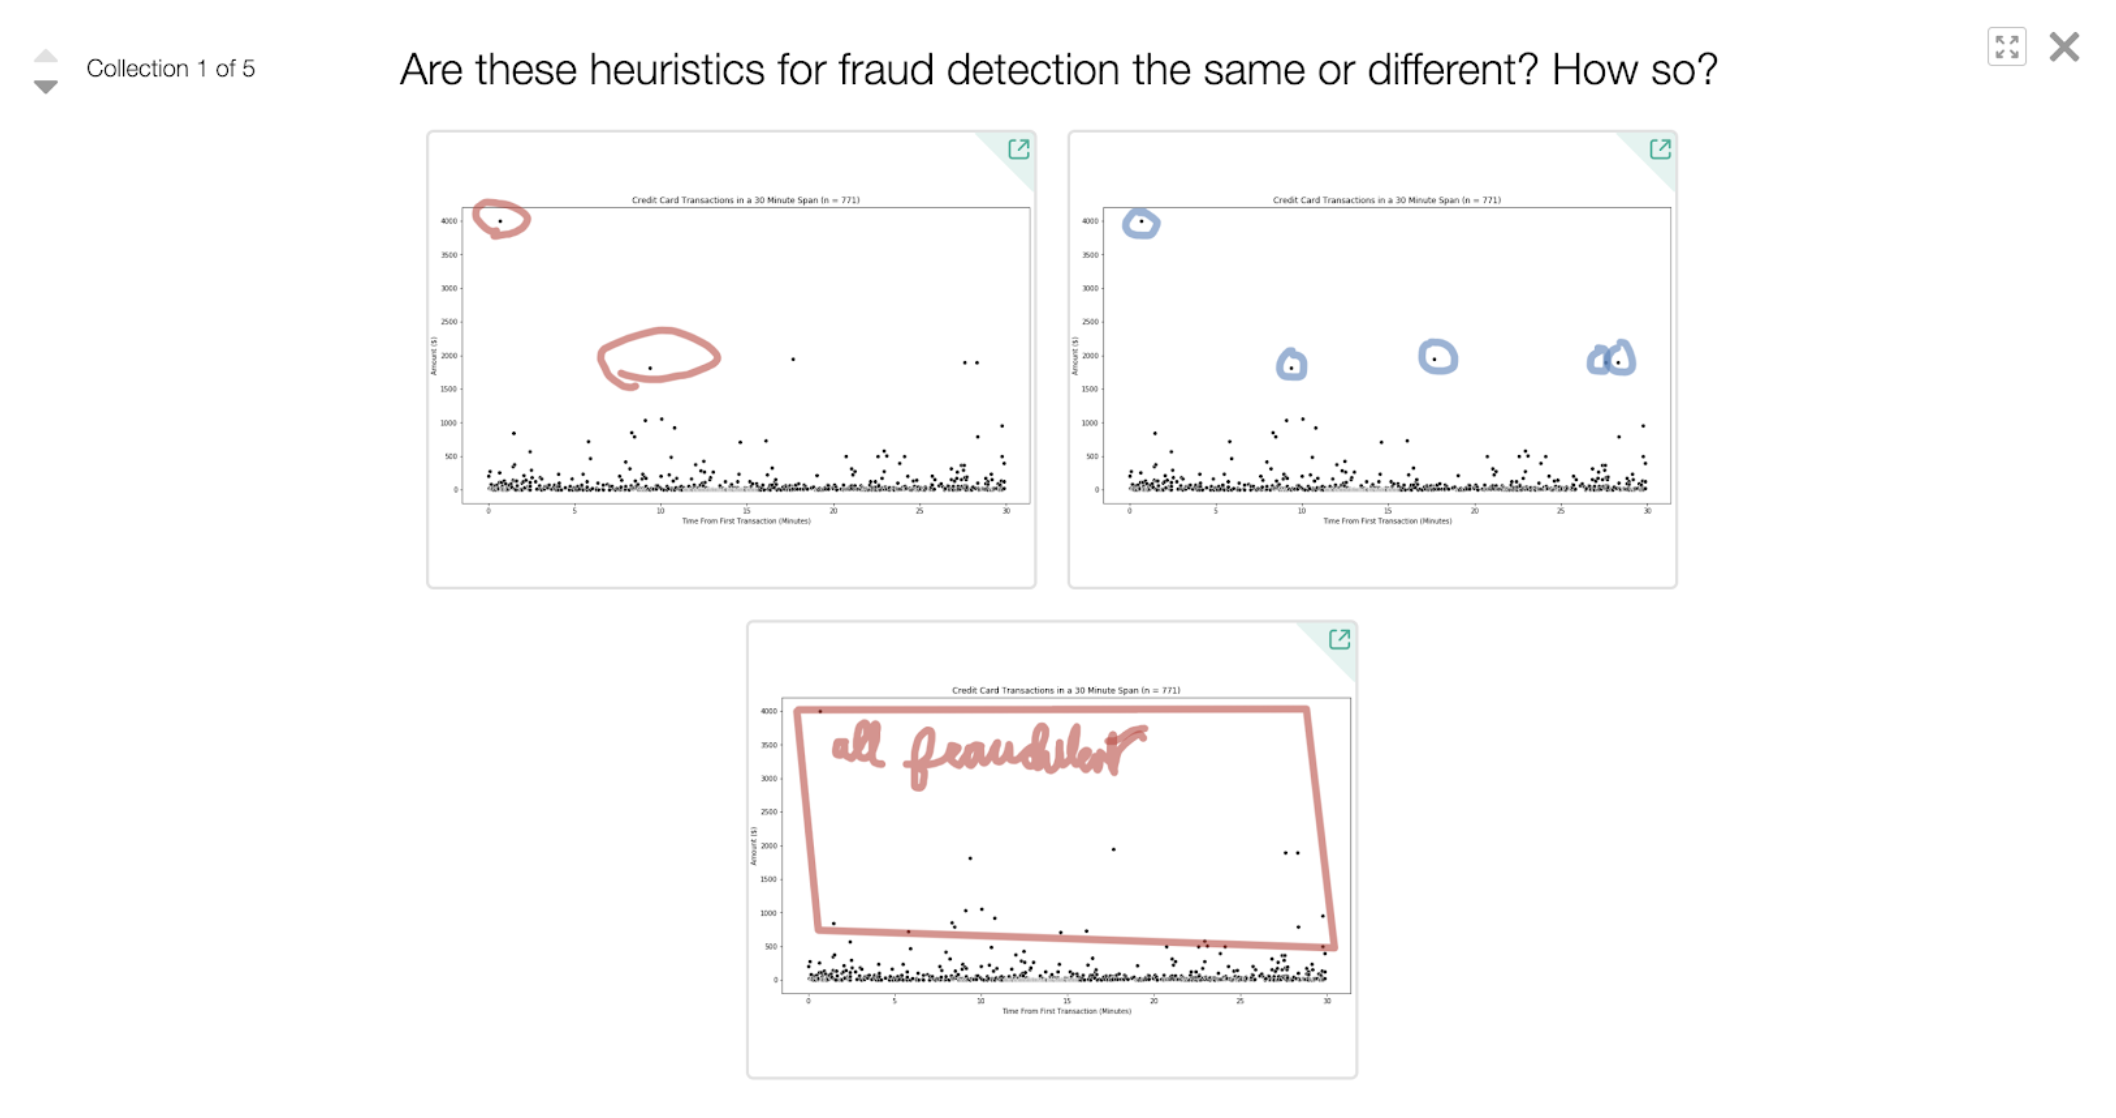 Collection 1 of 5
Are these heuristics for fraud detection the same or different? How so?
Credit Card Transactions in a 30 Minute Span (n = 771)
4000
3500
3000
2500
2000
1500
1000
500
0
Amount ($)
0 5 10 15 20 25 30
Time From First Transaction (Minutes)
Credit Card Transactions in a 30 Minute Span (n = 771)
4000
3500
3000
2500
2000
1500
1000
500
0
Amount ($)
0 5 10 15 20 25 30
Time From First Transaction (Minutes)
Credit Card Transactions in a 30 Minute Span (n = 771)
all fraudulent
4000
3500
3000
2500
2000
1500
1000
500
0
Amount ($)
0 5 10 15 20 25 30
Time From First Transaction (Minutes)